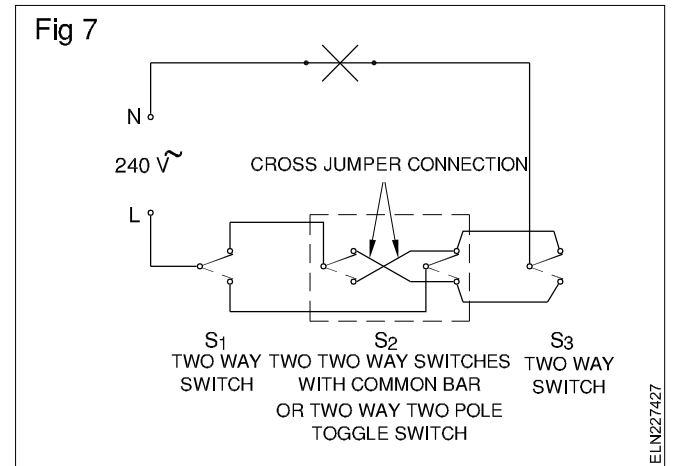 Fig 7
N
240 V~
CROSS JUMPER CONNECTION
L
S1
TWO WAY
SWITCH
S2
TWO TWO WAY SWITCHES
WITH COMMON BAR
OR TWO WAY TWO POLE
TOGGLE SWITCH
S3
TWO WAY
SWITCH
ELN227427